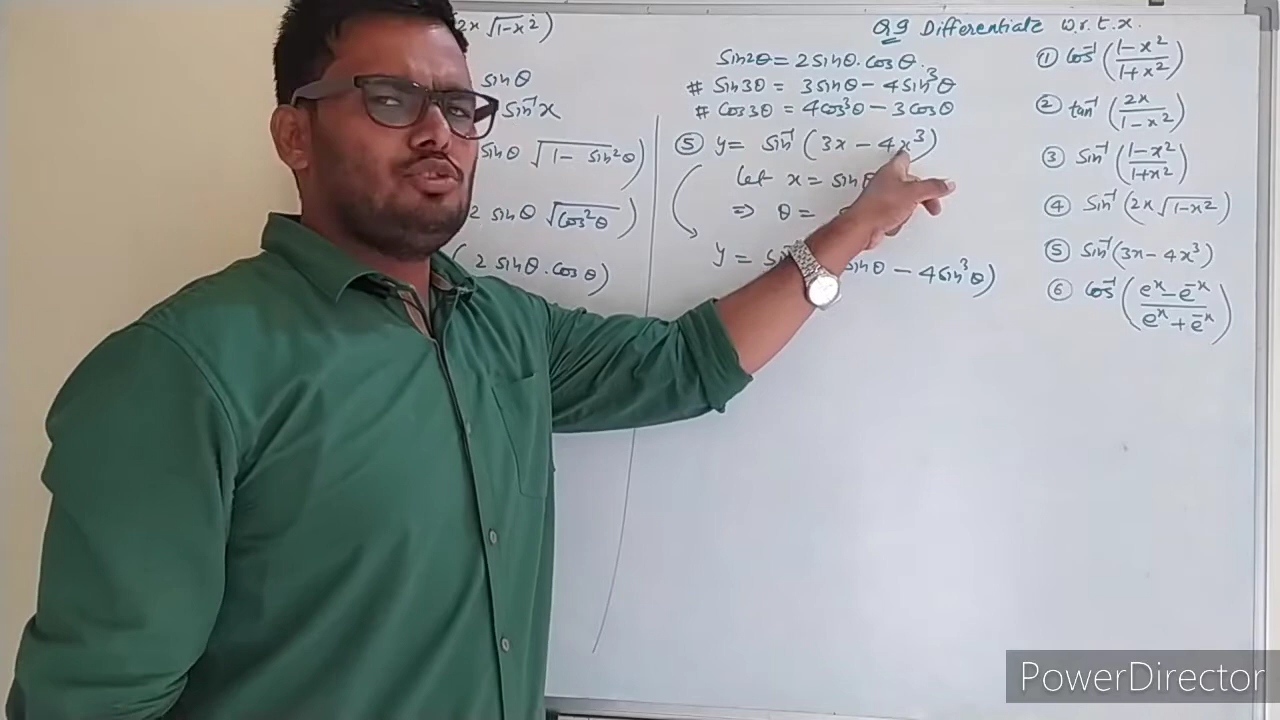 2x √1-x²)
sinθ
sin⁻¹x
sinθ √1 - sin²θ)
2 sinθ √cos²θ )
( 2 sinθ . cosθ)
Sin2θ = 2sinθ.cosθ.
# Sin3θ = 3sinθ - 4sin³θ
# Cos3θ = 4cos³θ - 3cosθ
⑤ y = Sin⁻¹ (3x - 4x³)
let x = sinθ
⇒ θ =
y = sinθ - 4sin³θ)
Q9 Differentiate w.r.t.x.
① Cos⁻¹ (1-x² / 1+x²)
② tan⁻¹ (2x / 1-x²)
③ Sin⁻¹ (1-x² / 1+x²)
④ Sin⁻¹ (2x √1-x²)
⑤ Sin⁻¹ (3x - 4x³)
⑥ Cos⁻¹ (eˣ - e⁻ˣ / eˣ + e⁻ˣ)
PowerDirector